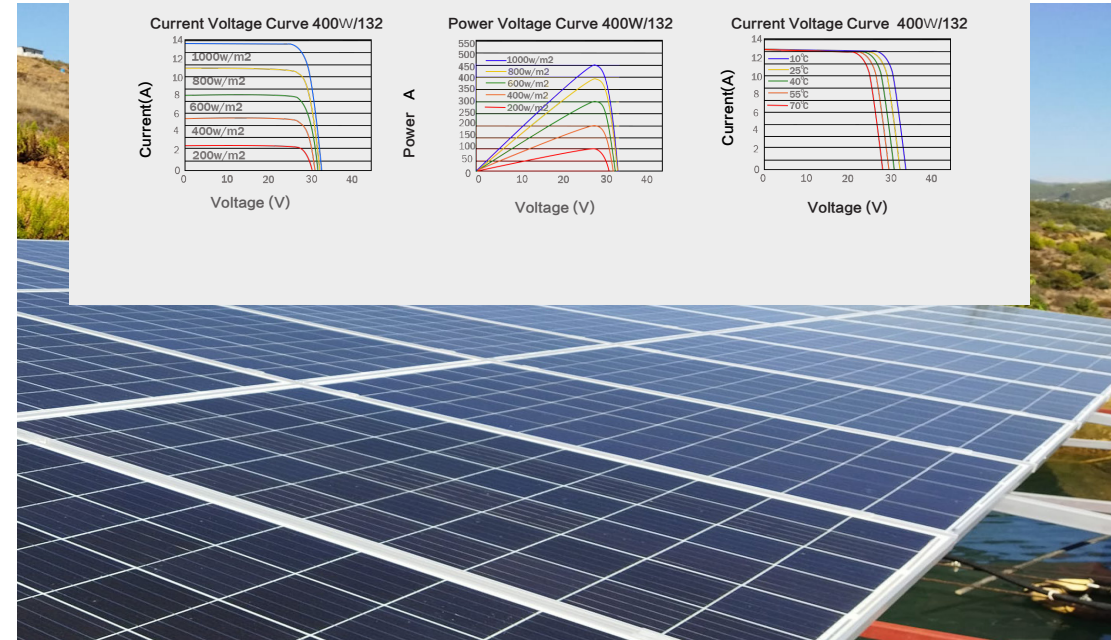 Current Voltage Curve 400W/132
14
12
10
8
6
4
2
0
1000w/m2
800w/m2
600w/m2
400w/m2
200w/m2
0
10
20
30
40
Current(A)
Voltage (V)
Power Voltage Curve 400W/132
550
500
450
400
350
300
250
200
150
100
50
0
1000w/m2
800w/m2
600w/m2
400w/m2
200w/m2
0
10
20
30
40
Power A
Voltage (V)
Current Voltage Curve 400W/132
14
12
10
8
6
4
2
0
10℃
25℃
40℃
55℃
70℃
0
10
20
30
40
Current(A)
Voltage (V)